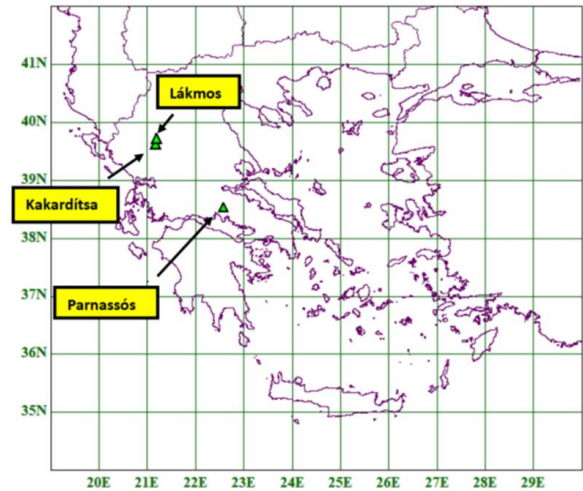 41N
Lákmos
40N
39N
Kakardítsa
38N
Parnassós
37N
36N
35N
20E 21E 22E 23E 24E 25E 26E 27E 28E 29E